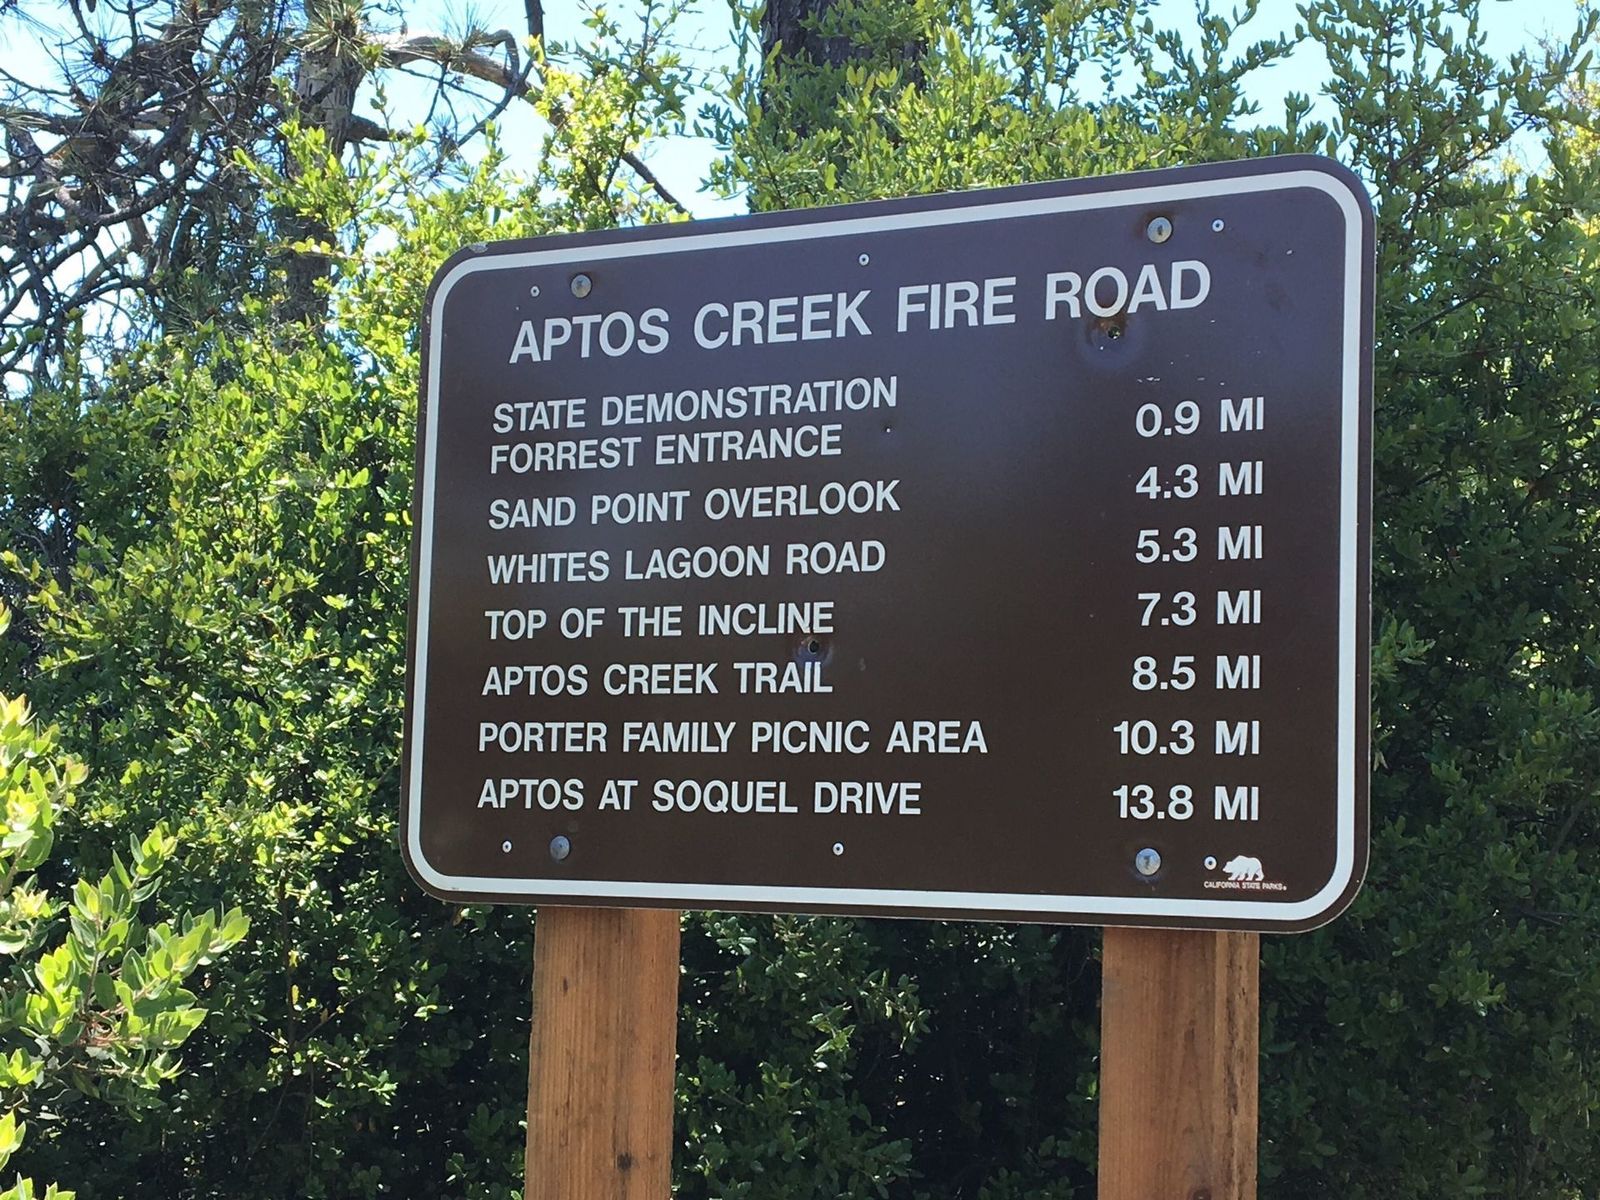 APTOS CREEK FIRE ROAD
STATE DEMONSTRATION
FORREST ENTRANCE 0.9 MI
SAND POINT OVERLOOK 4.3 MI
WHITES LAGOON ROAD 5.3 MI
TOP OF THE INCLINE 7.3 MI
APTOS CREEK TRAIL 8.5 MI
PORTER FAMILY PICNIC AREA 10.3 MI
APTOS AT SOQUEL DRIVE 13.8 MI
CALIFORNIA STATE PARKS